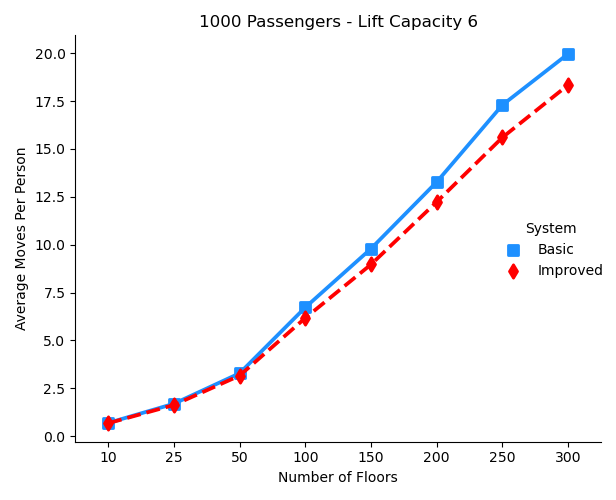 1000 Passengers - Lift Capacity 6
20.0
17.5
15.0
12.5
10.0
7.5
5.0
2.5
0.0
Average Moves Per Person
System
Basic
Improved
10 25 50 100 150 200 250 300
Number of Floors